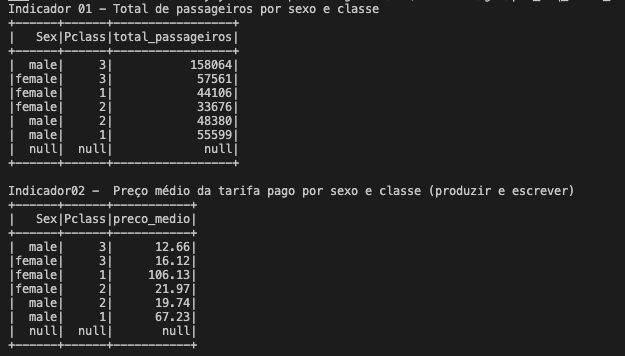 Indicador 01 - Total de passageiros por sexo e classe
+------+------+-----------------+
|   Sex|Pclass|total_passageiros|
+------+------+-----------------+
|  male|     3|           158064|
|female|     3|            57561|
|female|     1|            44106|
|female|     2|            33676|
|  male|     2|            48380|
|  male|     1|            55599|
|  null|  null|             null|
+------+------+-----------------+
Indicador02 -  Preço médio da tarifa pago por sexo e classe (produzir e escrever)
+------+------+-----------+
|   Sex|Pclass|preco_medio|
+------+------+-----------+
|  male|     3|      12.66|
|female|     3|      16.12|
|female|     1|     106.13|
|female|     2|      21.97|
|  male|     2|      19.74|
|  male|     1|      67.23|
|  null|  null|       null|
+------+------+-----------+